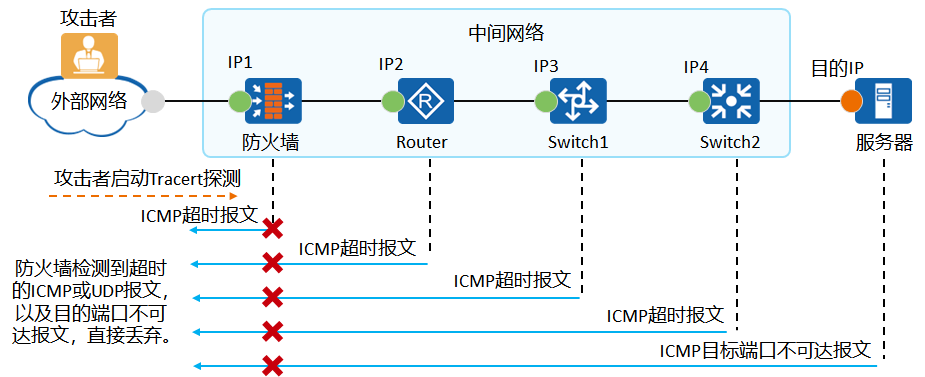 攻击者
外部网络
中间网络
IP1
防火墙
IP2
Router
IP3
Switch1
IP4
Switch2
目的IP
服务器
R
攻击者启动Tracert探测
ICMP超时报文
ICMP超时报文
ICMP超时报文
ICMP超时报文
ICMP目标端口不可达报文
防火墙检测到超时
的ICMP或UDP报文，
以及目的端口不可
达报文，直接丢弃。